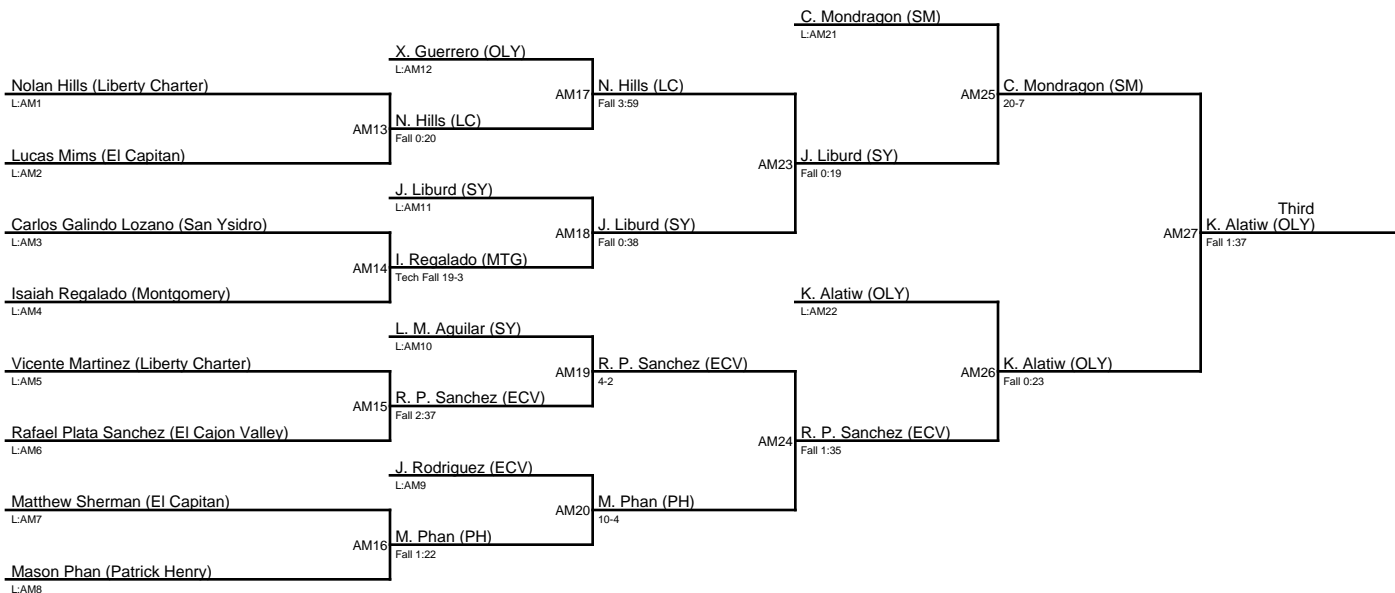 C. Mondragon (SM)
L:AM21
X. Guerrero (OLY)
L:AM12
Nolan Hills (Liberty Charter)
L:AM1
AM17
N. Hills (LC)
Fall 3:59
AM25
C. Mondragon (SM)
20-7
AM13
N. Hills (LC)
Fall 0:20
Lucas Mims (El Capitan)
L:AM2
AM23
J. Liburd (SY)
Fall 0:19
J. Liburd (SY)
L:AM11
Carlos Galindo Lozano (San Ysidro)
L:AM3
AM18
J. Liburd (SY)
Fall 0:38
AM27
Third
K. Alatiw (OLY)
Fall 1:37
AM14
I. Regalado (MTG)
Tech Fall 19-3
Isaiah Regalado (Montgomery)
L:AM4
K. Alatiw (OLY)
L:AM22
L. M. Aguilar (SY)
L:AM10
Vicente Martinez (Liberty Charter)
L:AM5
AM19
R. P. Sanchez (ECV)
4-2
AM26
K. Alatiw (OLY)
Fall 0:23
AM15
R. P. Sanchez (ECV)
Fall 2:37
Rafael Plata Sanchez (El Cajon Valley)
L:AM6
AM24
R. P. Sanchez (ECV)
Fall 1:35
J. Rodriguez (ECV)
L:AM9
Matthew Sherman (El Capitan)
L:AM7
AM20
M. Phan (PH)
10-4
AM16
M. Phan (PH)
Fall 1:22
Mason Phan (Patrick Henry)
L:AM8